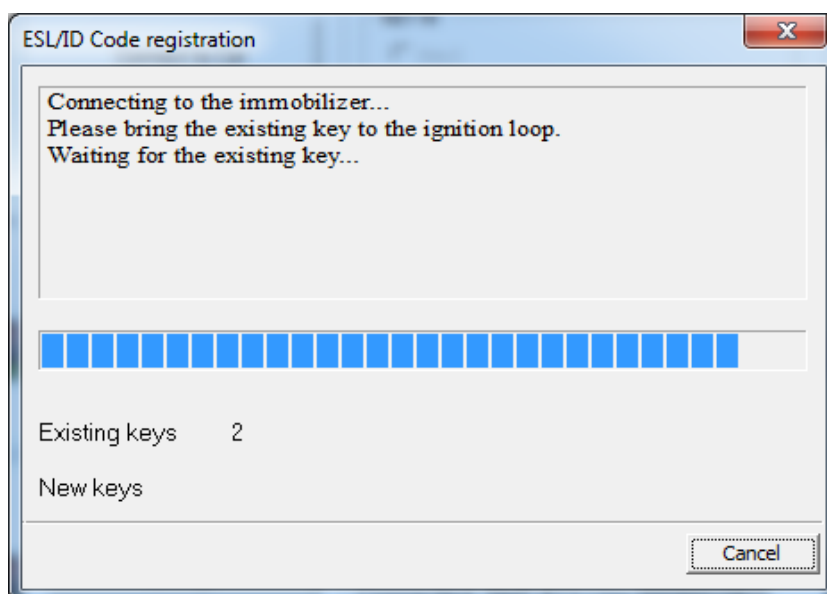 ESL/ID Code registration
Connecting to the immobilizer...
Please bring the existing key to the ignition loop.
Waiting for the existing key...
Existing keys 2
New keys
Cancel